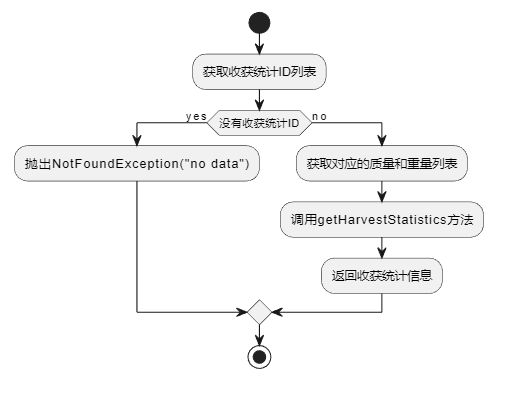 获取收获统计ID列表
yes
没有收获统计ID
no
抛出NotFoundException("no data")
获取对应的质量和重量列表
调用getHarvestStatistics方法
返回收获统计信息